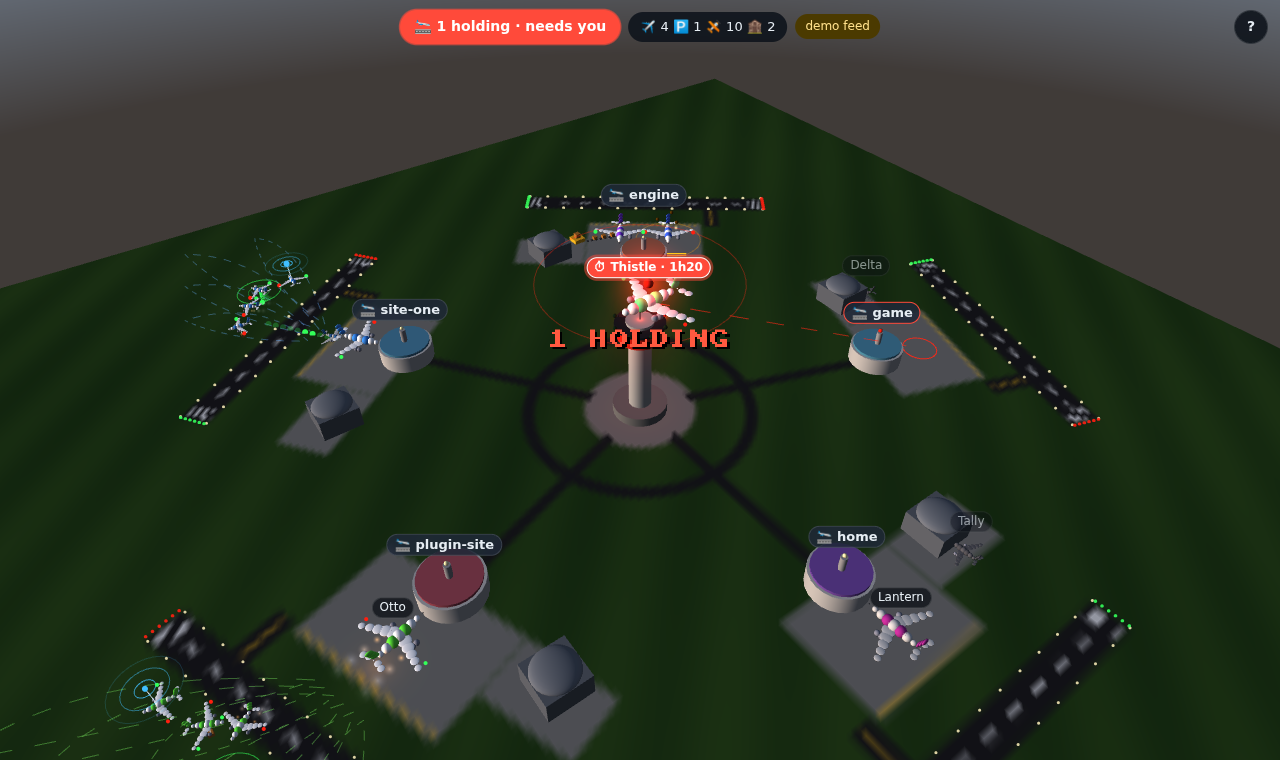 1 holding · needs you
4 1 10 2
demo feed
?
engine
Thistle · 1h20
Delta
site-one
game
1 HOLDING
Tally
home
plugin-site
Lantern
Otto